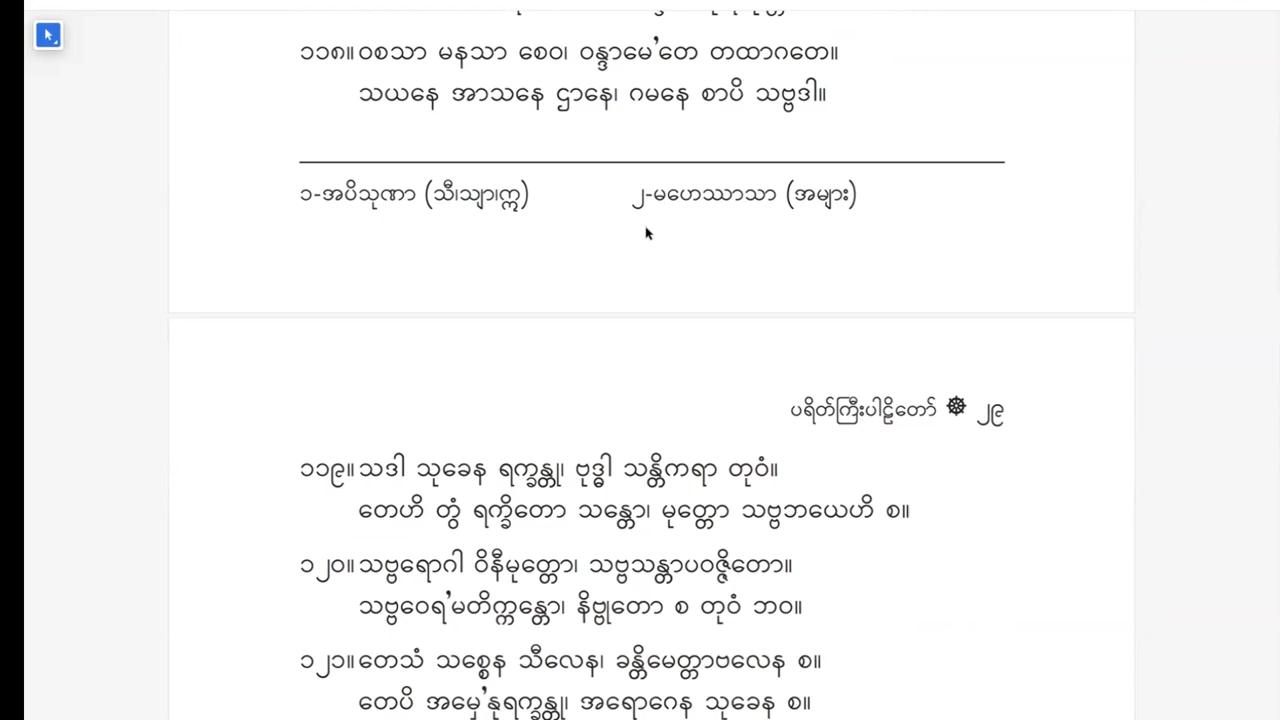 ၁၁၈။ ဝစသာ မနသာ စေဝ၊ ဝန္ဒာမေ’တေ တထာဂတေ။
သယနေ အာသနေ ဌာနေ၊ ဂမနေ စာပိ သဗ္ဗဒါ။
၁-အပိသုဏာ (သီ၊သျာ၊ဣ) ၂-မဟေဿာသာ (အများ)
ပရိတ်ကြီးပါဠိတော် ☸ ၂၉
၁၁၉။ သဒါ သုခေန ရက္ခန္တု၊ ဗုဒ္ဓါ သန္တိကရာ တုဝံ။
တေဟိ တွံ ရက္ခိတော သန္တော၊ မုတ္တော သဗ္ဗဘယေဟိ စ။
၁၂၀။ သဗ္ဗရောဂါ ဝိနီမုတ္တော၊ သဗ္ဗသန္တာပဝဇ္ဇိတော။
သဗ္ဗဝေရ’မတိက္ကန္တော၊ နိဗ္ဗုတော စ တုဝံ ဘဝ။
၁၂၁။ တေသံ သစ္စေန သီလေန၊ ခန္တိမေတ္တာဗလေန စ။
တေပိ အမှေ’နုရက္ခန္တု၊ အရောဂေန သုခေန စ။